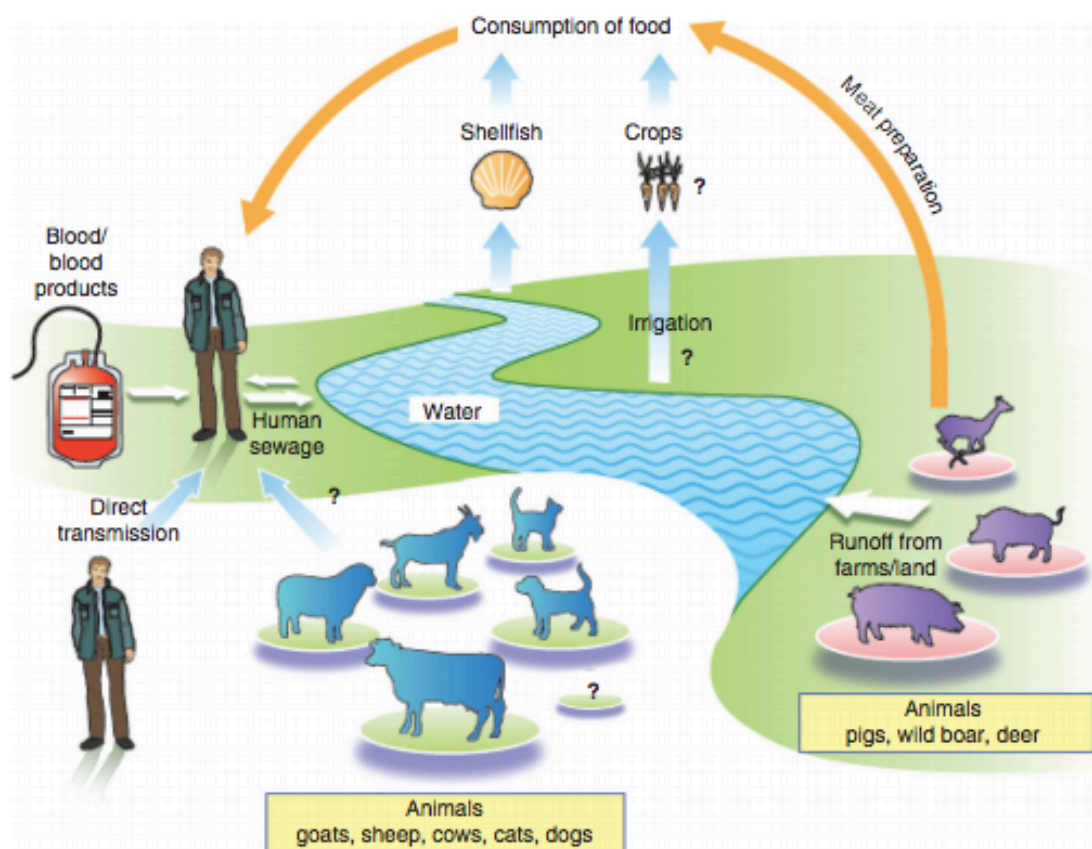 Consumption of food
Meat preparation
Shellfish
Crops
?
Blood/
blood
products
Irrigation
?
Water
Human
sewage
?
Direct
transmission
Runoff from
farms/land
?
Animals
pigs, wild boar, deer
Animals
goats, sheep, cows, cats, dogs